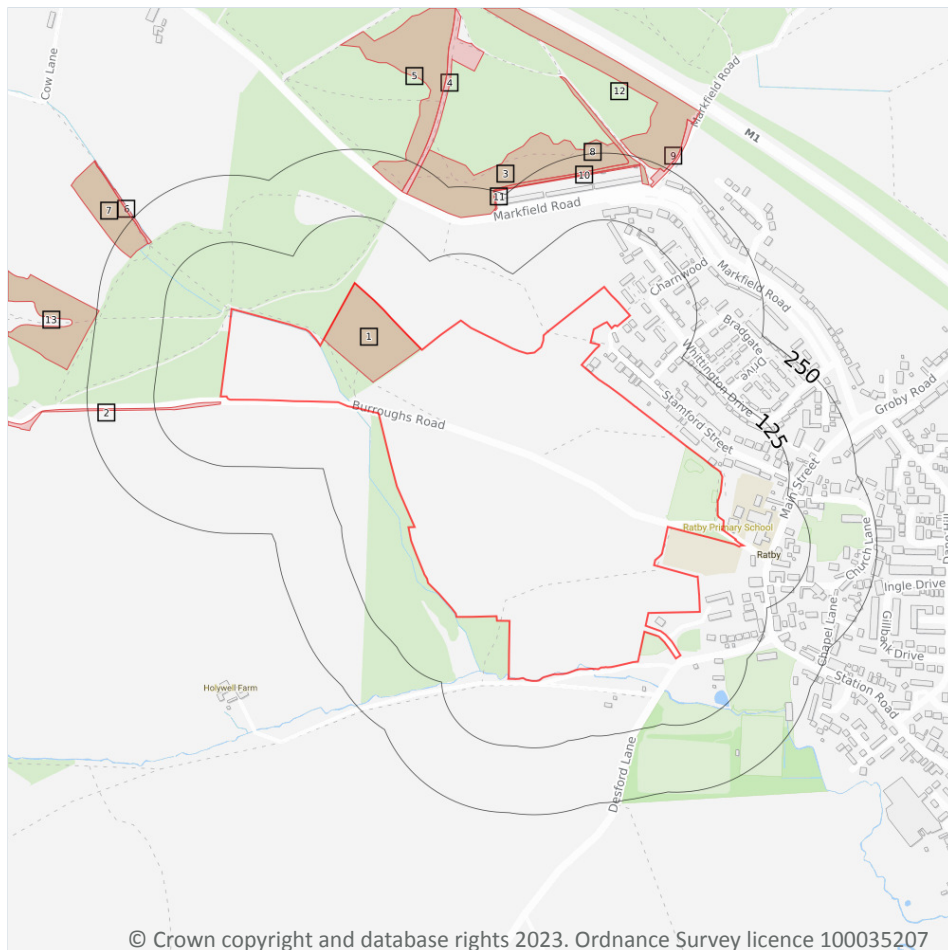 Cow Lane
5
4
12
Markfield Road
M1
8
3
10
9
11
7
6
Markfield Road
Charnwood
Markfield Road
13
Bradgate
Drive
1
Whittington Drive
250
2
Burroughs Road
Stamford Street
125
Groby Road
Main Street
Ratby Primary School
Ratby
Church Lane
Ingle Drive
Chapel Lane
Gillbank Drive
Station Road
Holywell Farm
Desford Lane
© Crown copyright and database rights 2023. Ordnance Survey licence 100035207